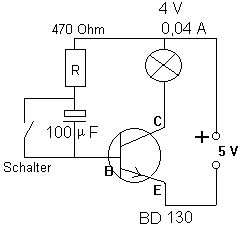 4 V
470 Ohm
0,04 A
R
C
100 µF
+
5 V
Schalter
B
E
BD 130